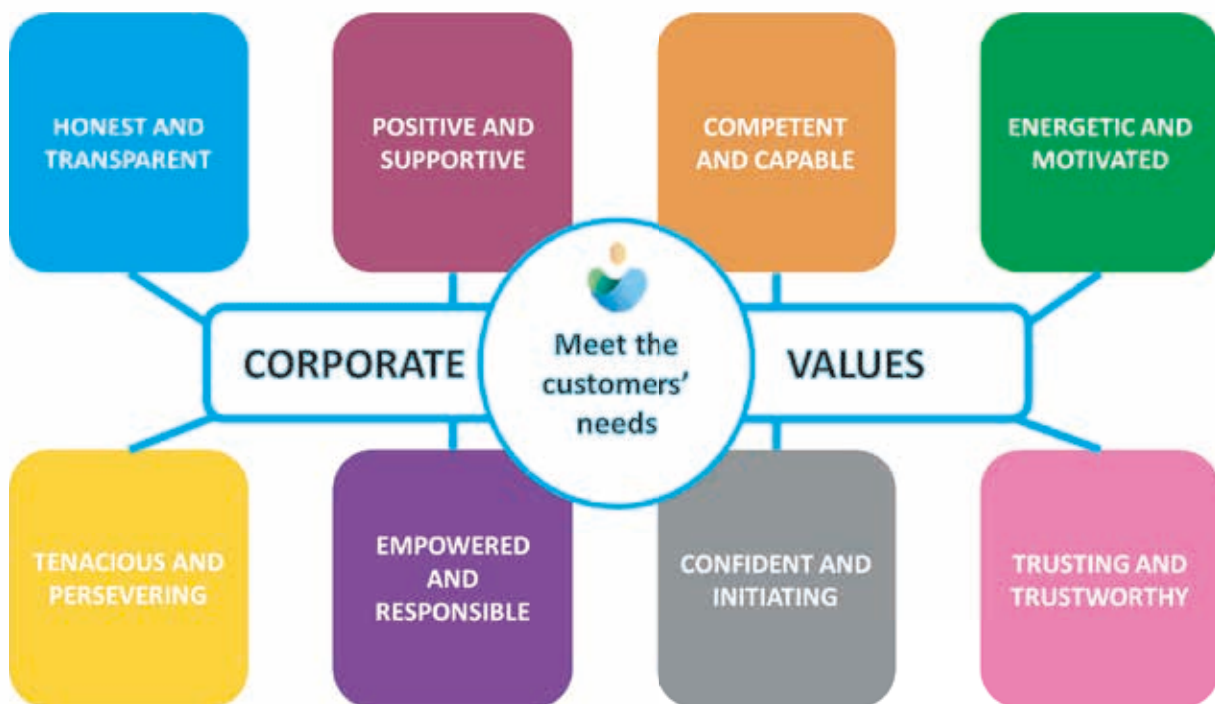 HONEST AND
TRANSPARENT
POSITIVE AND
SUPPORTIVE
COMPETENT
AND CAPABLE
ENERGETIC AND
MOTIVATED
CORPORATE
Meet the
customers'
needs
VALUES
TENACIOUS AND
PERSEVERING
EMPOWERED
AND
RESPONSIBLE
CONFIDENT AND
INITIATING
TRUSTING AND
TRUSTWORTHY